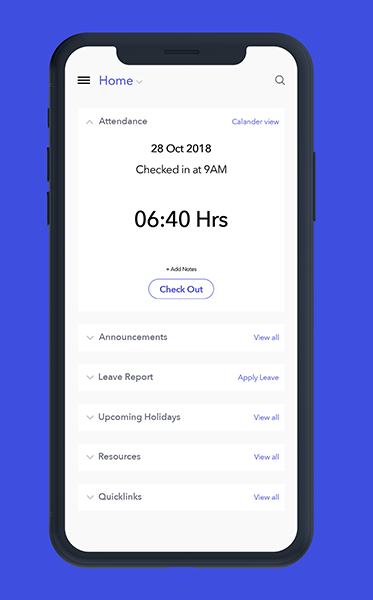 Home
Attendance Calander view
28 Oct 2018
Checked in at 9AM
06:40 Hrs
+ Add Notes
Check Out
Announcements View all
Leave Report Apply Leave
Upcoming Holidays View all
Resources View all
Quicklinks View all